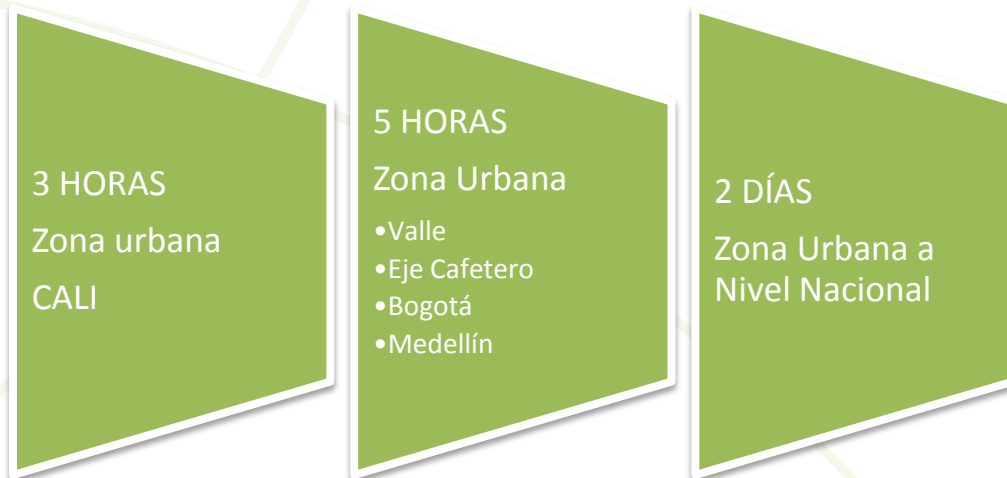 3 HORAS
Zona urbana
CALI
5 HORAS
Zona Urbana
•Valle
•Eje Cafetero
•Bogotá
•Medellín
2 DÍAS
Zona Urbana a
Nivel Nacional